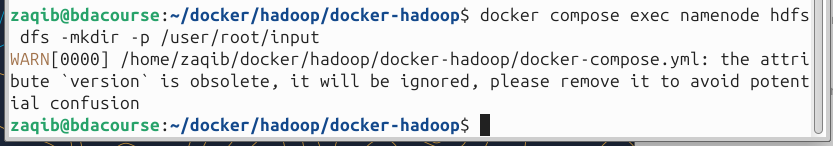 zaqib@bdacourse:~/docker/hadoop/docker-hadoop$ docker compose exec namenode hdfs
 dfs -mkdir -p /user/root/input
WARN[0000] /home/zaqib/docker/hadoop/docker-hadoop/docker-compose.yml: the attri
bute `version` is obsolete, it will be ignored, please remove it to avoid potent
ial confusion
zaqib@bdacourse:~/docker/hadoop/docker-hadoop$